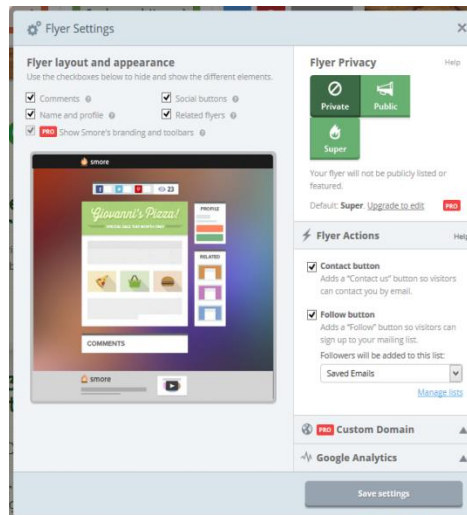 Flyer Settings
Flyer layout and appearance
Use the checkboxes below to hide and show the different elements.
Comments
Social buttons
Name and profile
Related flyers
PRO Show Smore's branding and toolbars
smore
23
Giovanni's Pizza!
PROFILE
RELATED
COMMENTS
smore
Flyer Privacy
Help
Private
Public
Super
Your flyer will not be publicly listed or
featured.
Default: Super. Upgrade to edit PRO
Flyer Actions
Help
Contact button
Adds a "Contact us" button so visitors
can contact you by email.
Follow button
Adds a "Follow" button so visitors can
sign up to your mailing list.
Followers will be added to this list:
Saved Emails
Manage lists
PRO Custom Domain
Google Analytics
Save settings